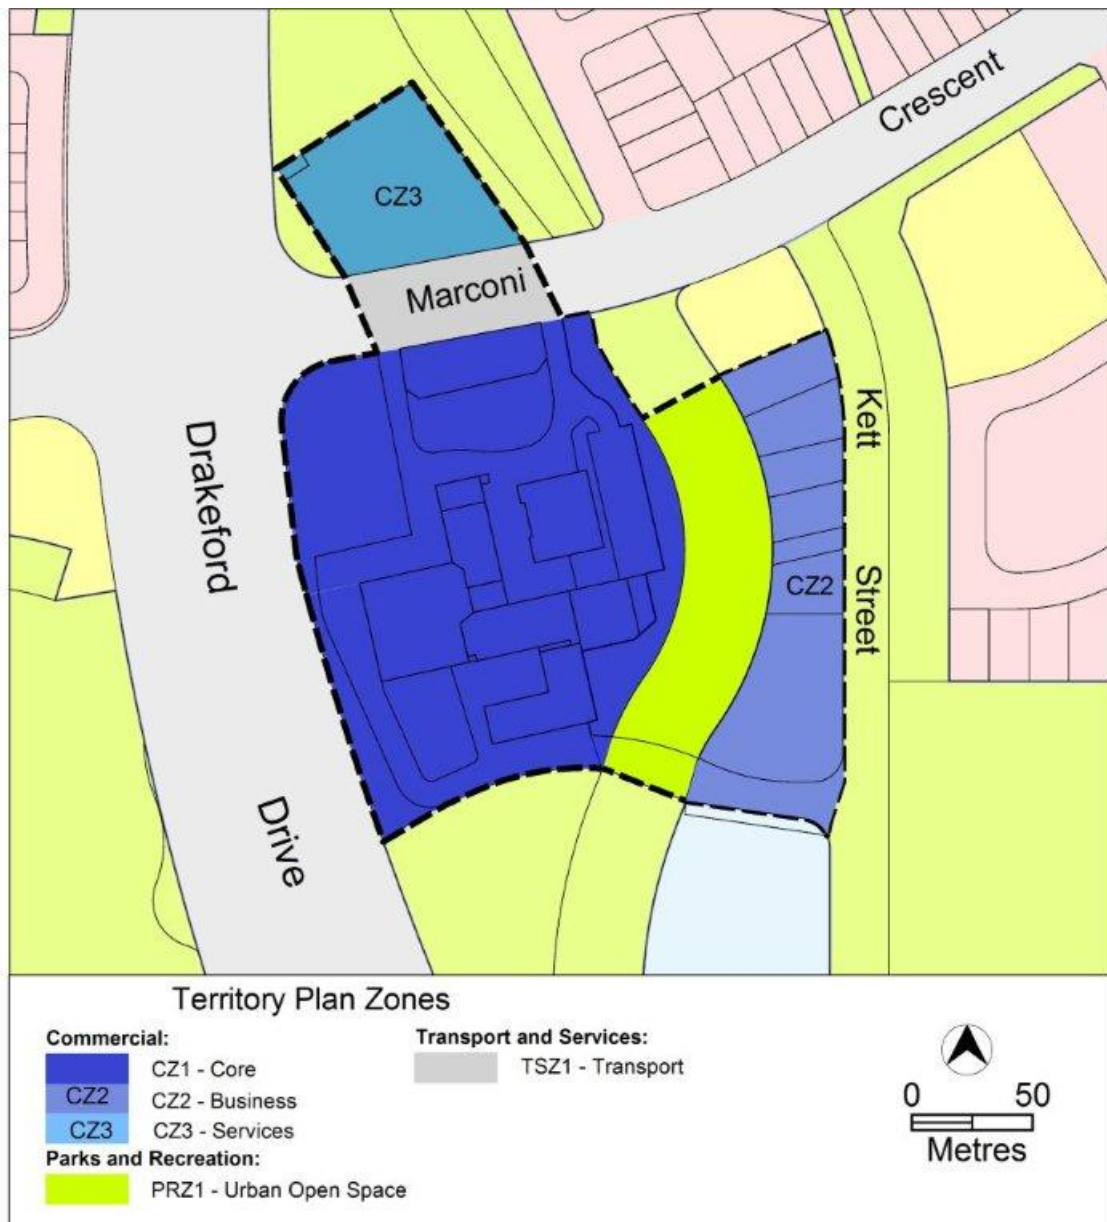 Crescent
CZ3
Marconi
Kett
Drakeford
CZ2
Street
Drive
Territory Plan Zones
Commercial:
CZ1 - Core
CZ2
CZ2 - Business
CZ3
CZ3 - Services
Parks and Recreation:
PRZ1 - Urban Open Space
Transport and Services:
TSZ1 - Transport
0 50
Metres